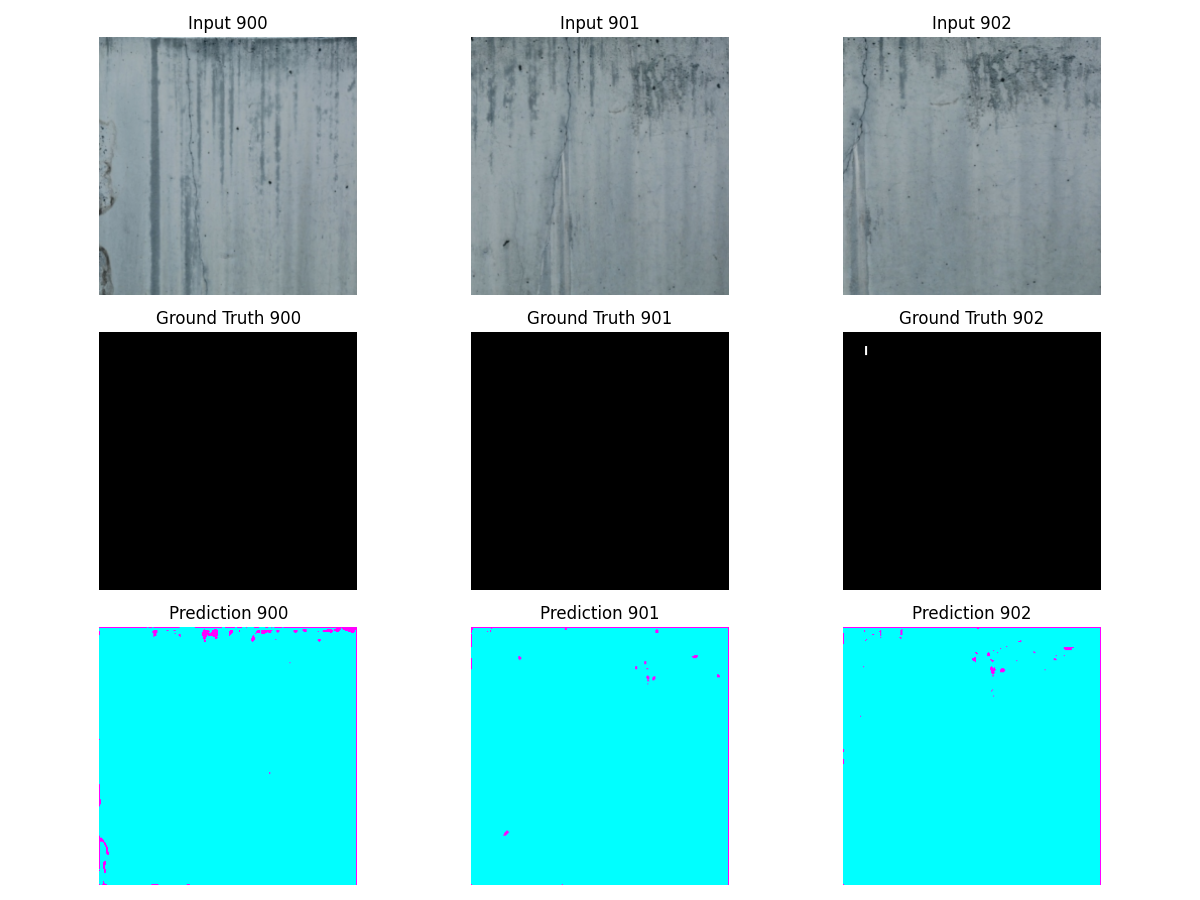 Input 900
Input 901
Input 902
Ground Truth 900
Ground Truth 901
Ground Truth 902
Prediction 900
Prediction 901
Prediction 902